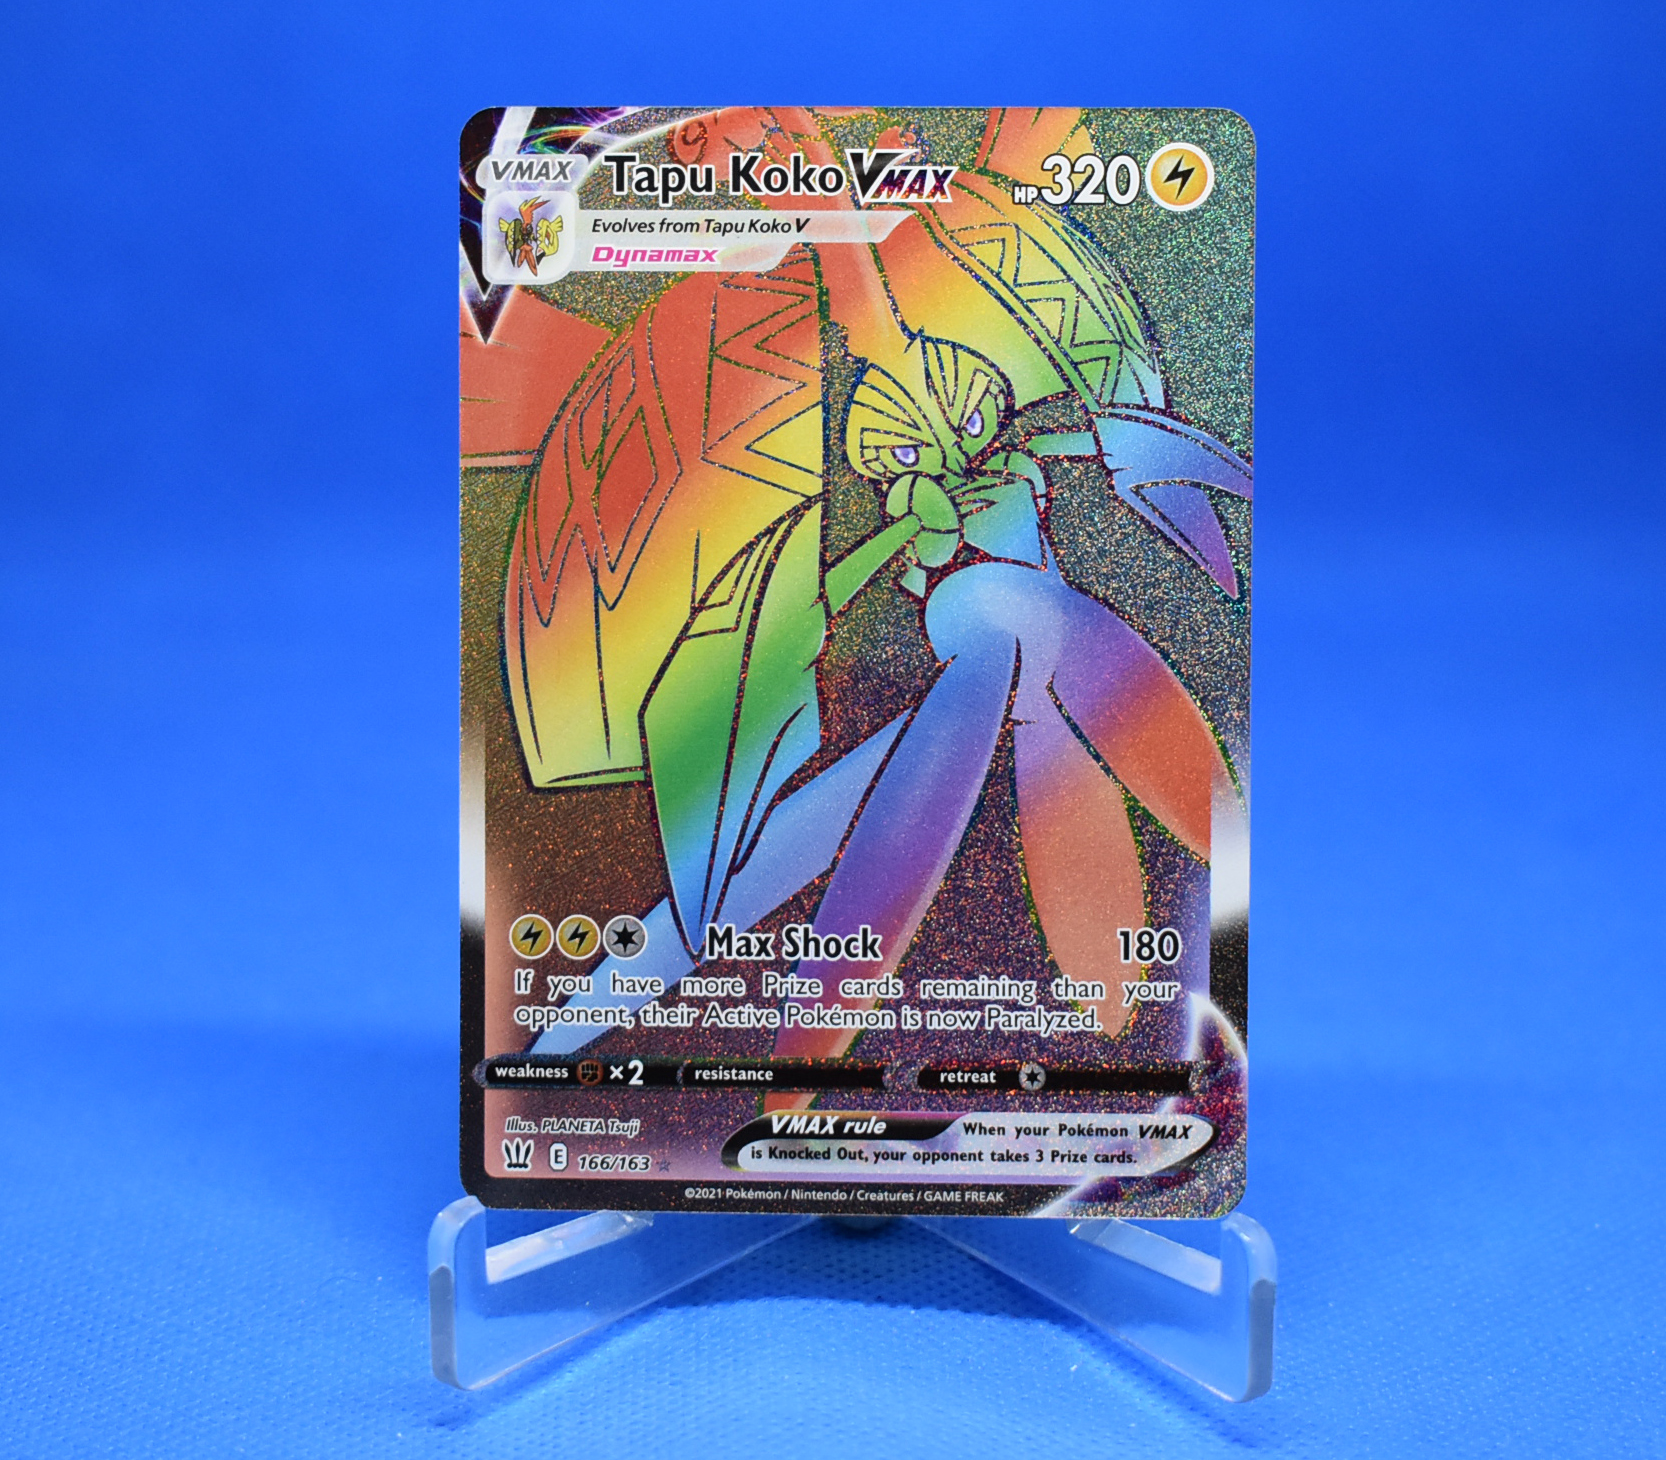 VMAX Tapu Koko VMAX HP 320
Evolves from Tapu Koko V
Dynamax
Max Shock 180
If you have more Prize cards remaining than your
opponent, their Active Pokémon is now Paralyzed.
weakness ×2 resistance retreat
Illus. PLANETA Tsuji
VMAX rule When your Pokémon VMAX
is Knocked Out, your opponent takes 3 Prize cards.
E 166/163
©2021 Pokémon / Nintendo / Creatures / GAME FREAK